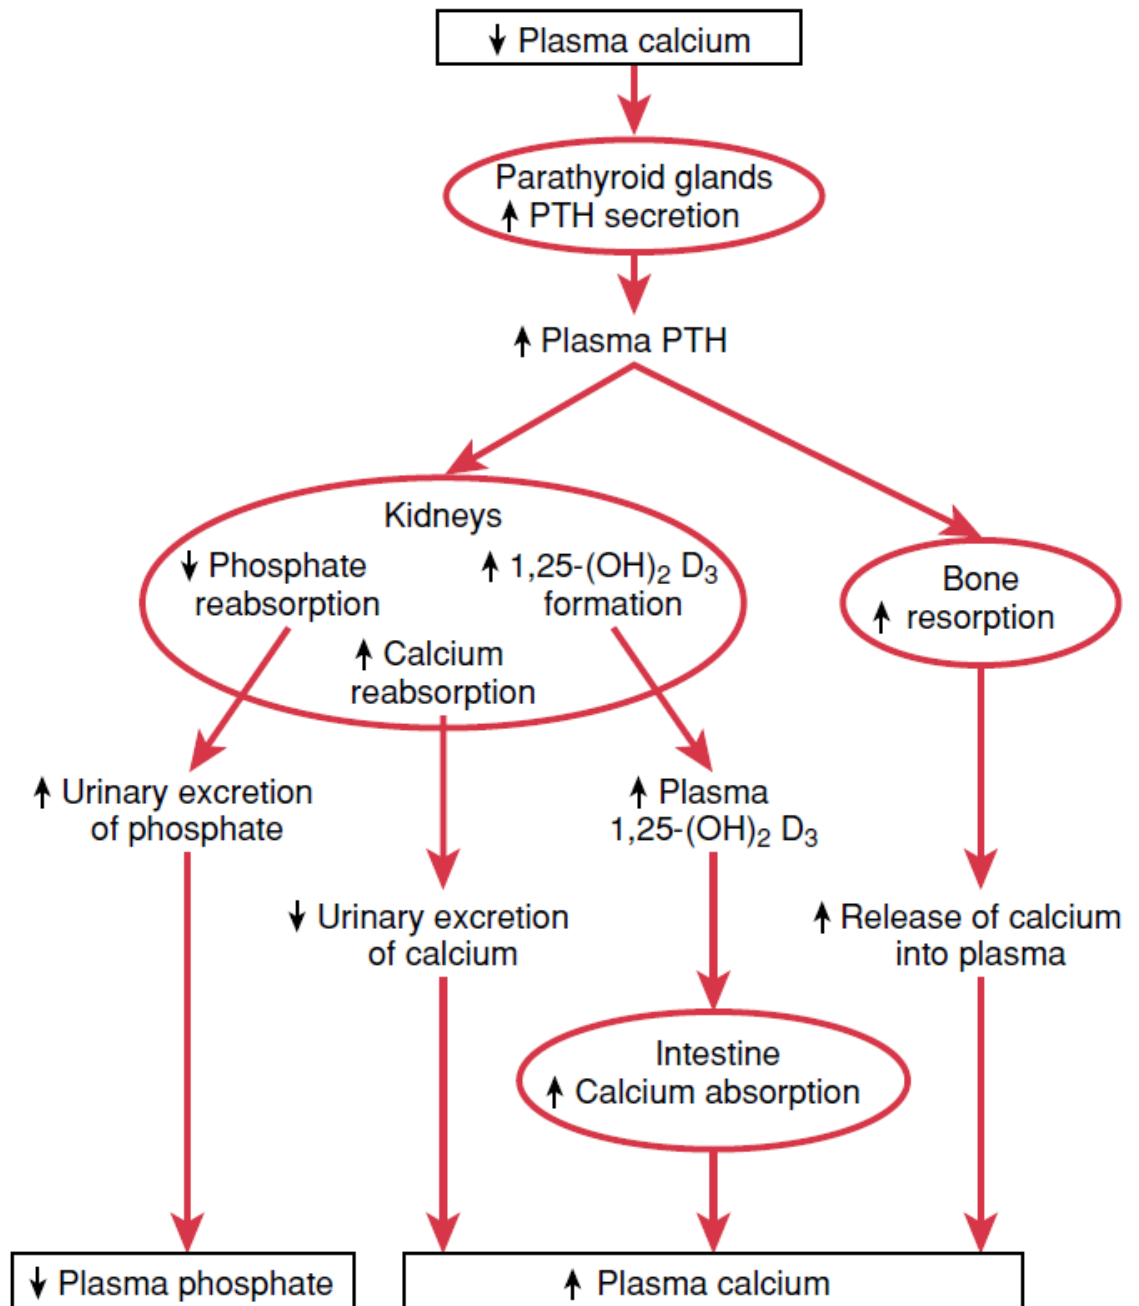 ↓ Plasma calcium
Parathyroid glands
↑ PTH secretion
↑ Plasma PTH
Kidneys
↓ Phosphate
reabsorption
↑ 1,25-(OH)₂ D₃
formation
↑ Calcium
reabsorption
Bone
↑ resorption
↑ Urinary excretion
of phosphate
↑ Plasma
1,25-(OH)₂ D₃
↓ Urinary excretion
of calcium
↑ Release of calcium
into plasma
Intestine
↑ Calcium absorption
↓ Plasma phosphate
↑ Plasma calcium